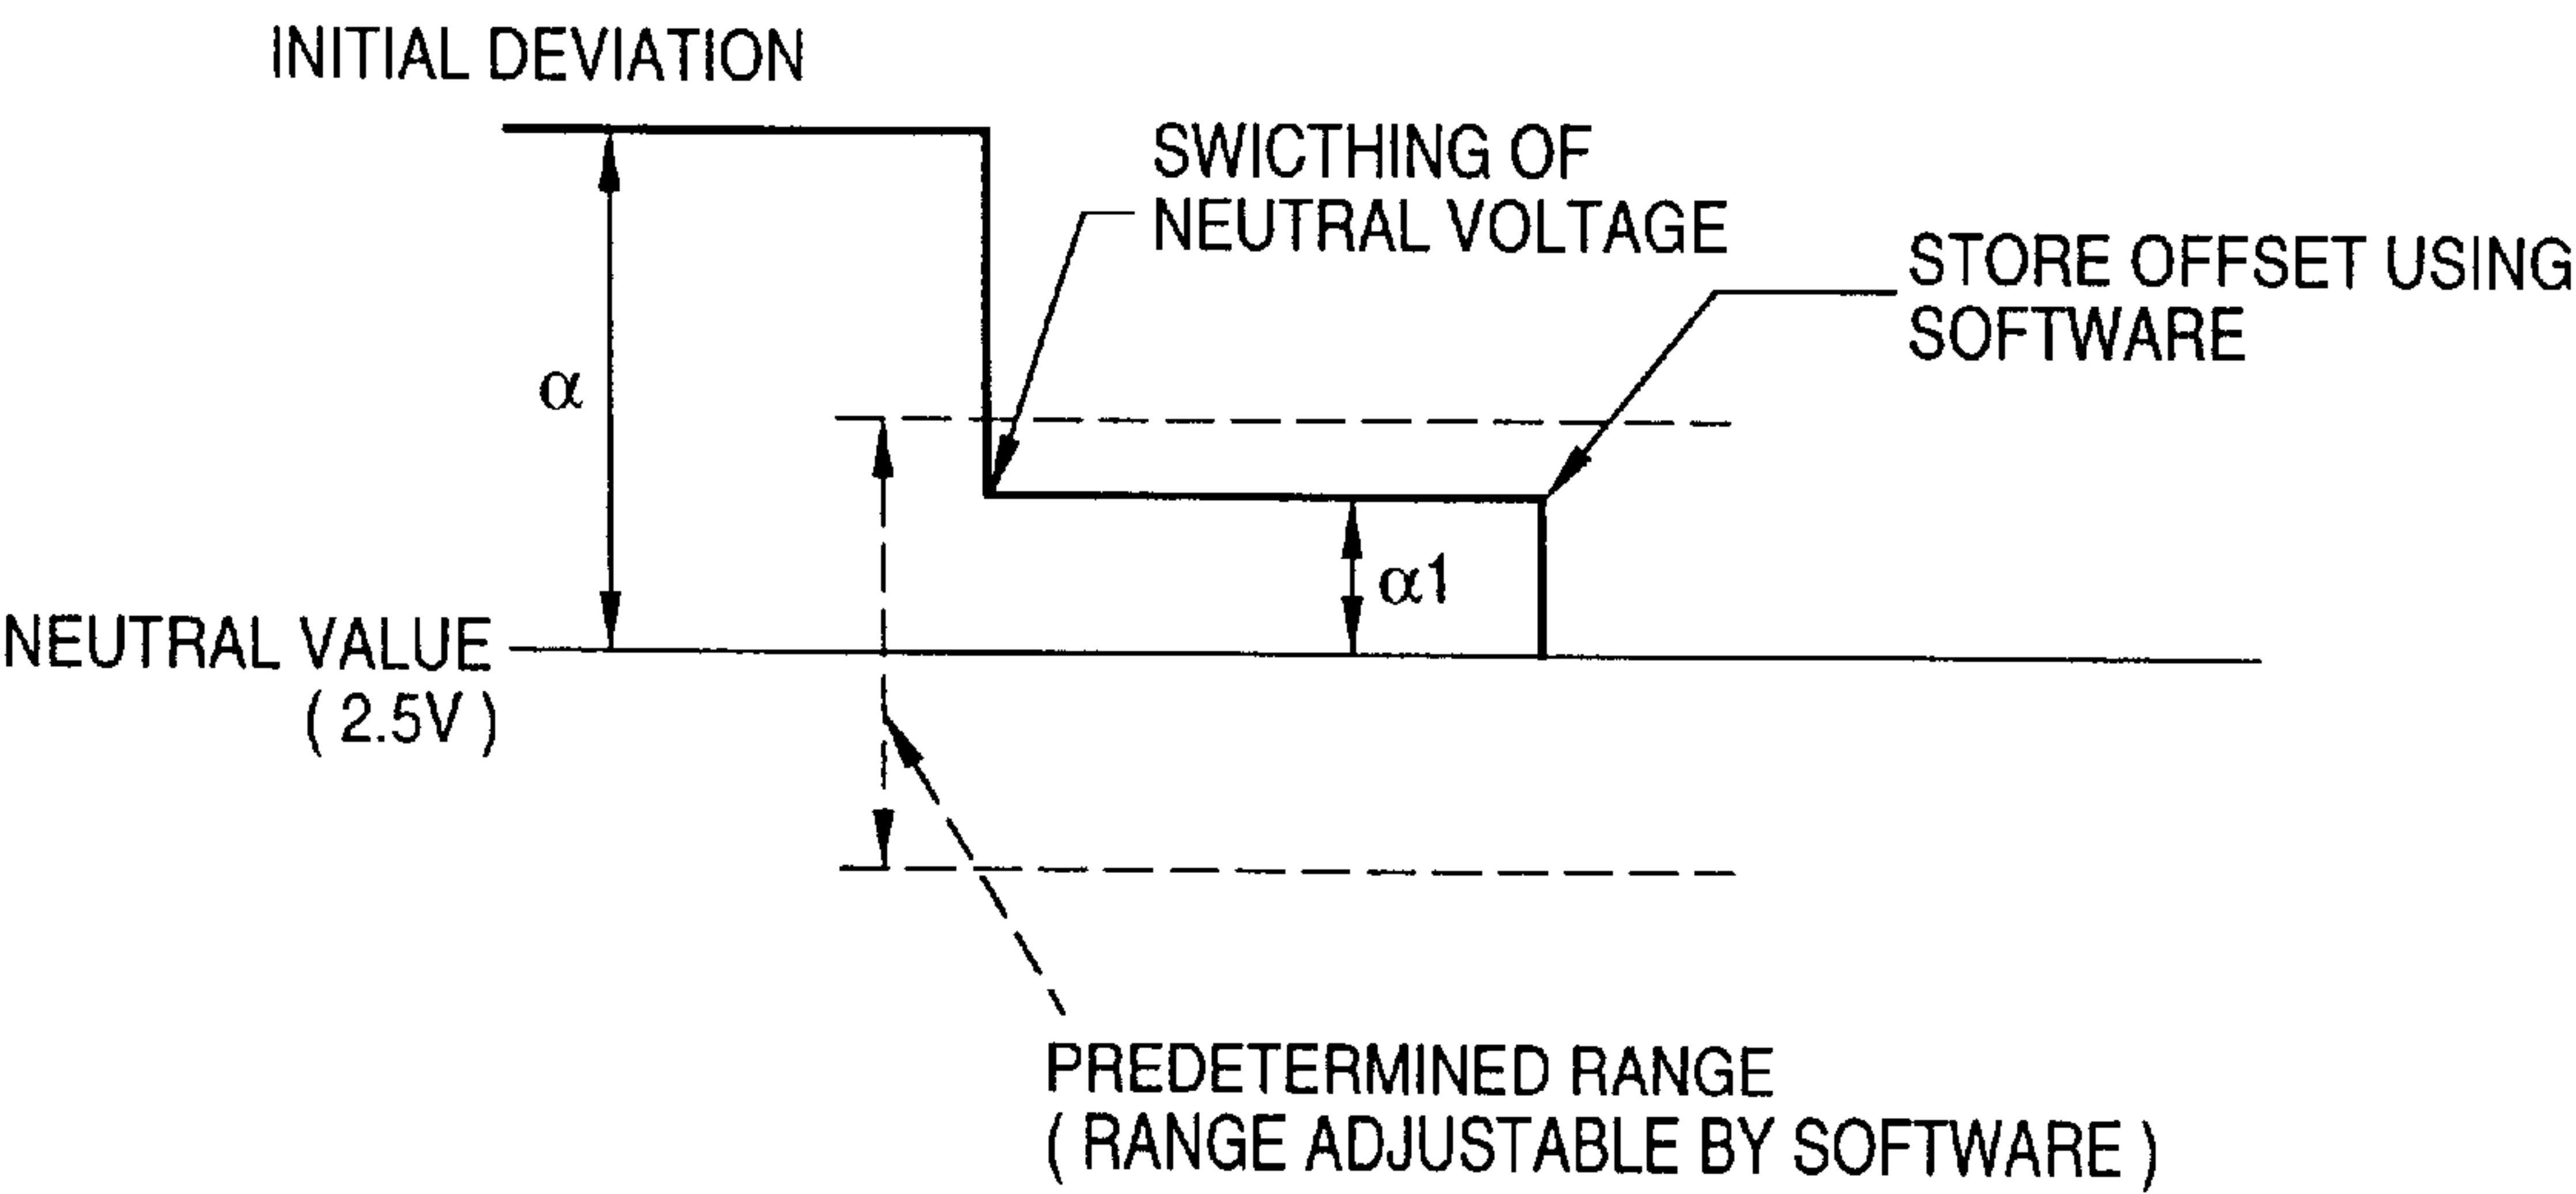 INITIAL DEVIATION
SWICTHING OF
NEUTRAL VOLTAGE
STORE OFFSET USING
SOFTWARE
α
α1
NEUTRAL VALUE
( 2.5V )
PREDETERMINED RANGE
( RANGE ADJUSTABLE BY SOFTWARE )